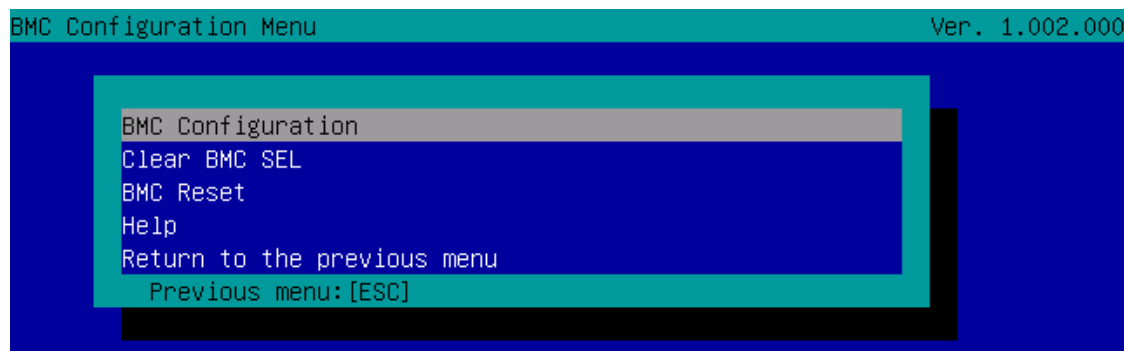 BMC Configuration Menu Ver. 1.002.000
BMC Configuration
Clear BMC SEL
BMC Reset
Help
Return to the previous menu
Previous menu:[ESC]